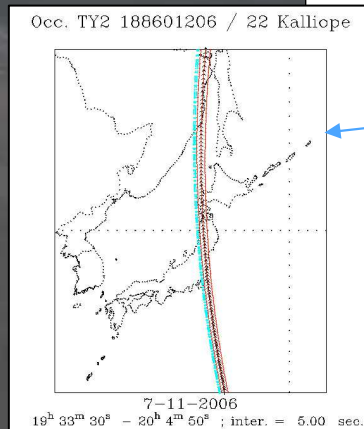 Occ. TY2 188601206 / 22 Kalliope
7-11-2006
19h 33m 30s – 20h 4m 50s ; inter. = 5.00 sec.